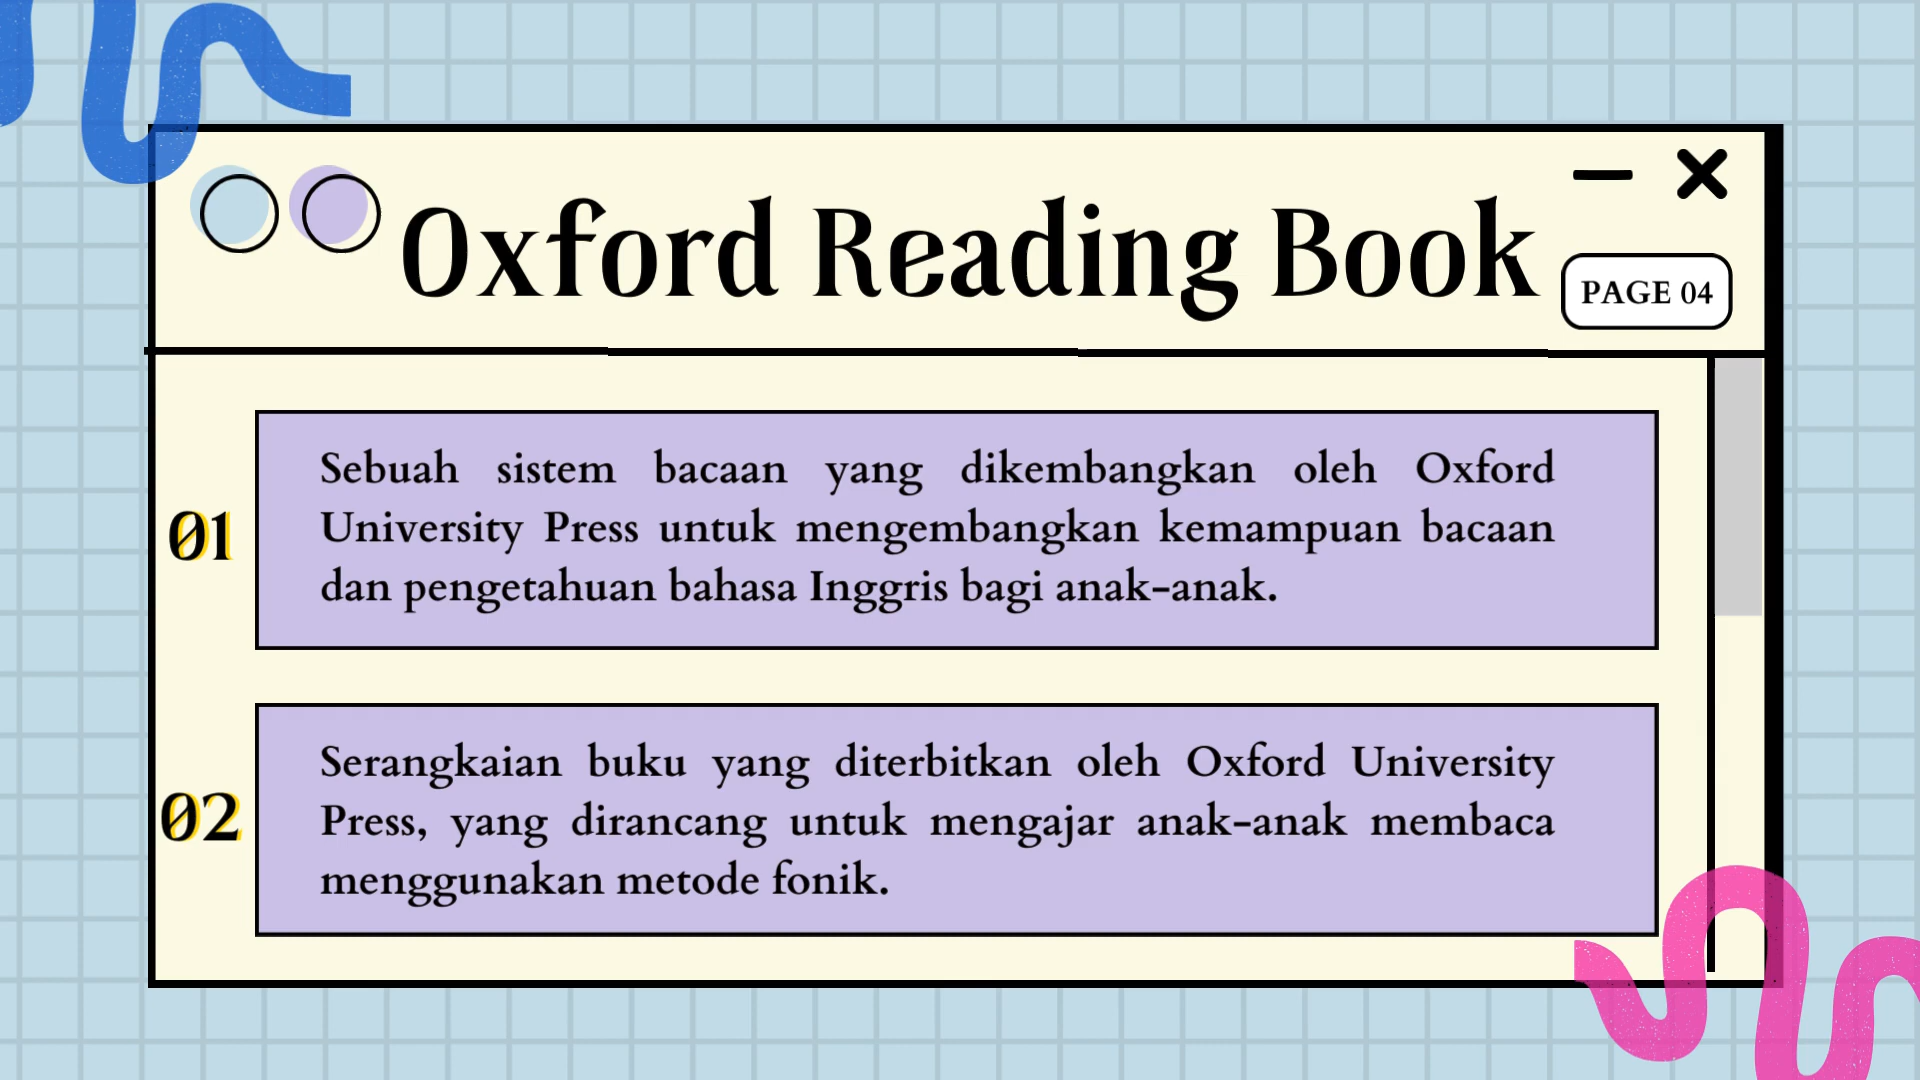 Oxford Reading Book
PAGE 04
01
Sebuah sistem bacaan yang dikembangkan oleh Oxford
University Press untuk mengembangkan kemampuan bacaan
dan pengetahuan bahasa Inggris bagi anak-anak.
02
Serangkaian buku yang diterbitkan oleh Oxford University
Press, yang dirancang untuk mengajar anak-anak membaca
menggunakan metode fonik.